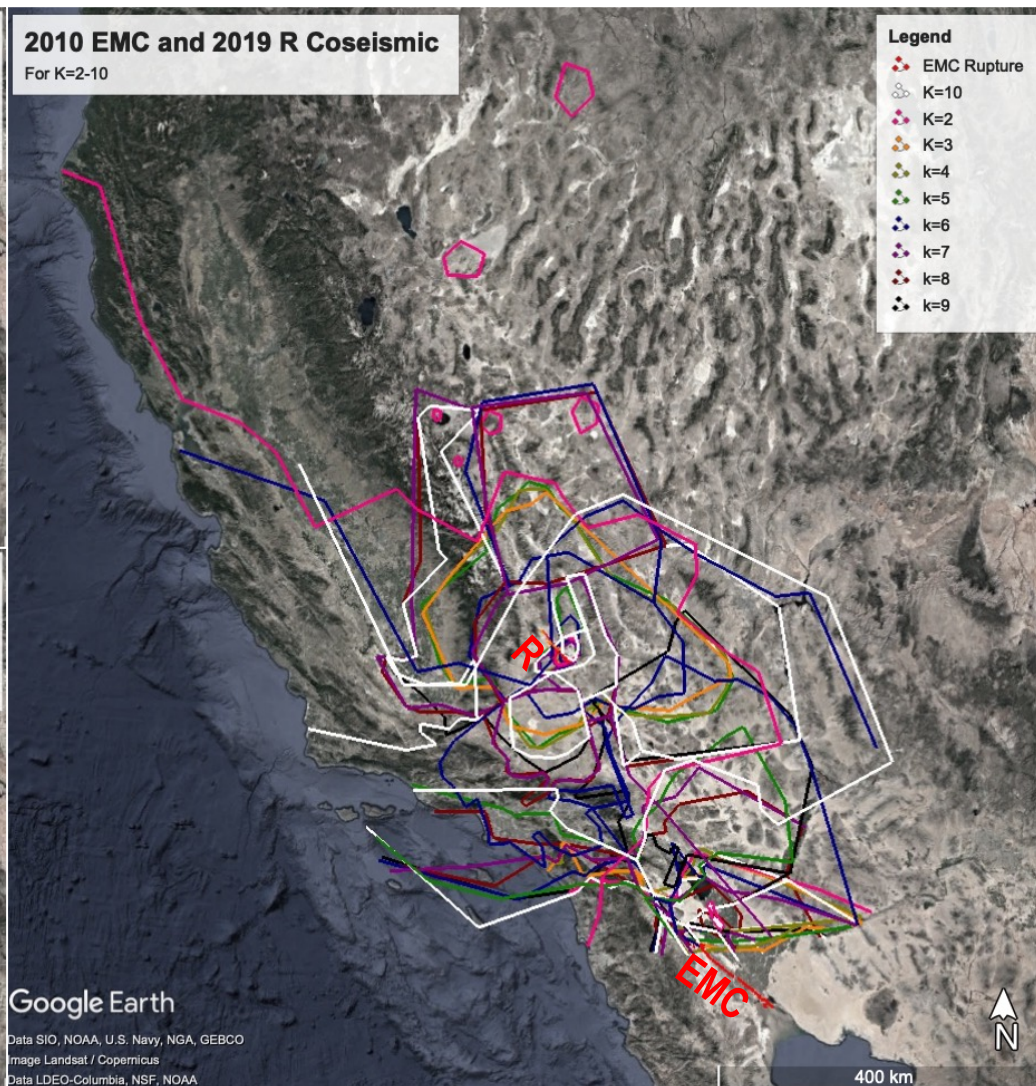 2010 EMC and 2019 R Coseismic
For K=2-10
Legend
EMC Rupture
K=10
K=2
K=3
k=4
k=5
k=6
k=7
k=8
k=9
R
EMC
Google Earth
Data SIO, NOAA, U.S. Navy, NGA, GEBCO
Image Landsat / Copernicus
Data LDEO-Columbia, NSF, NOAA
N
400 km